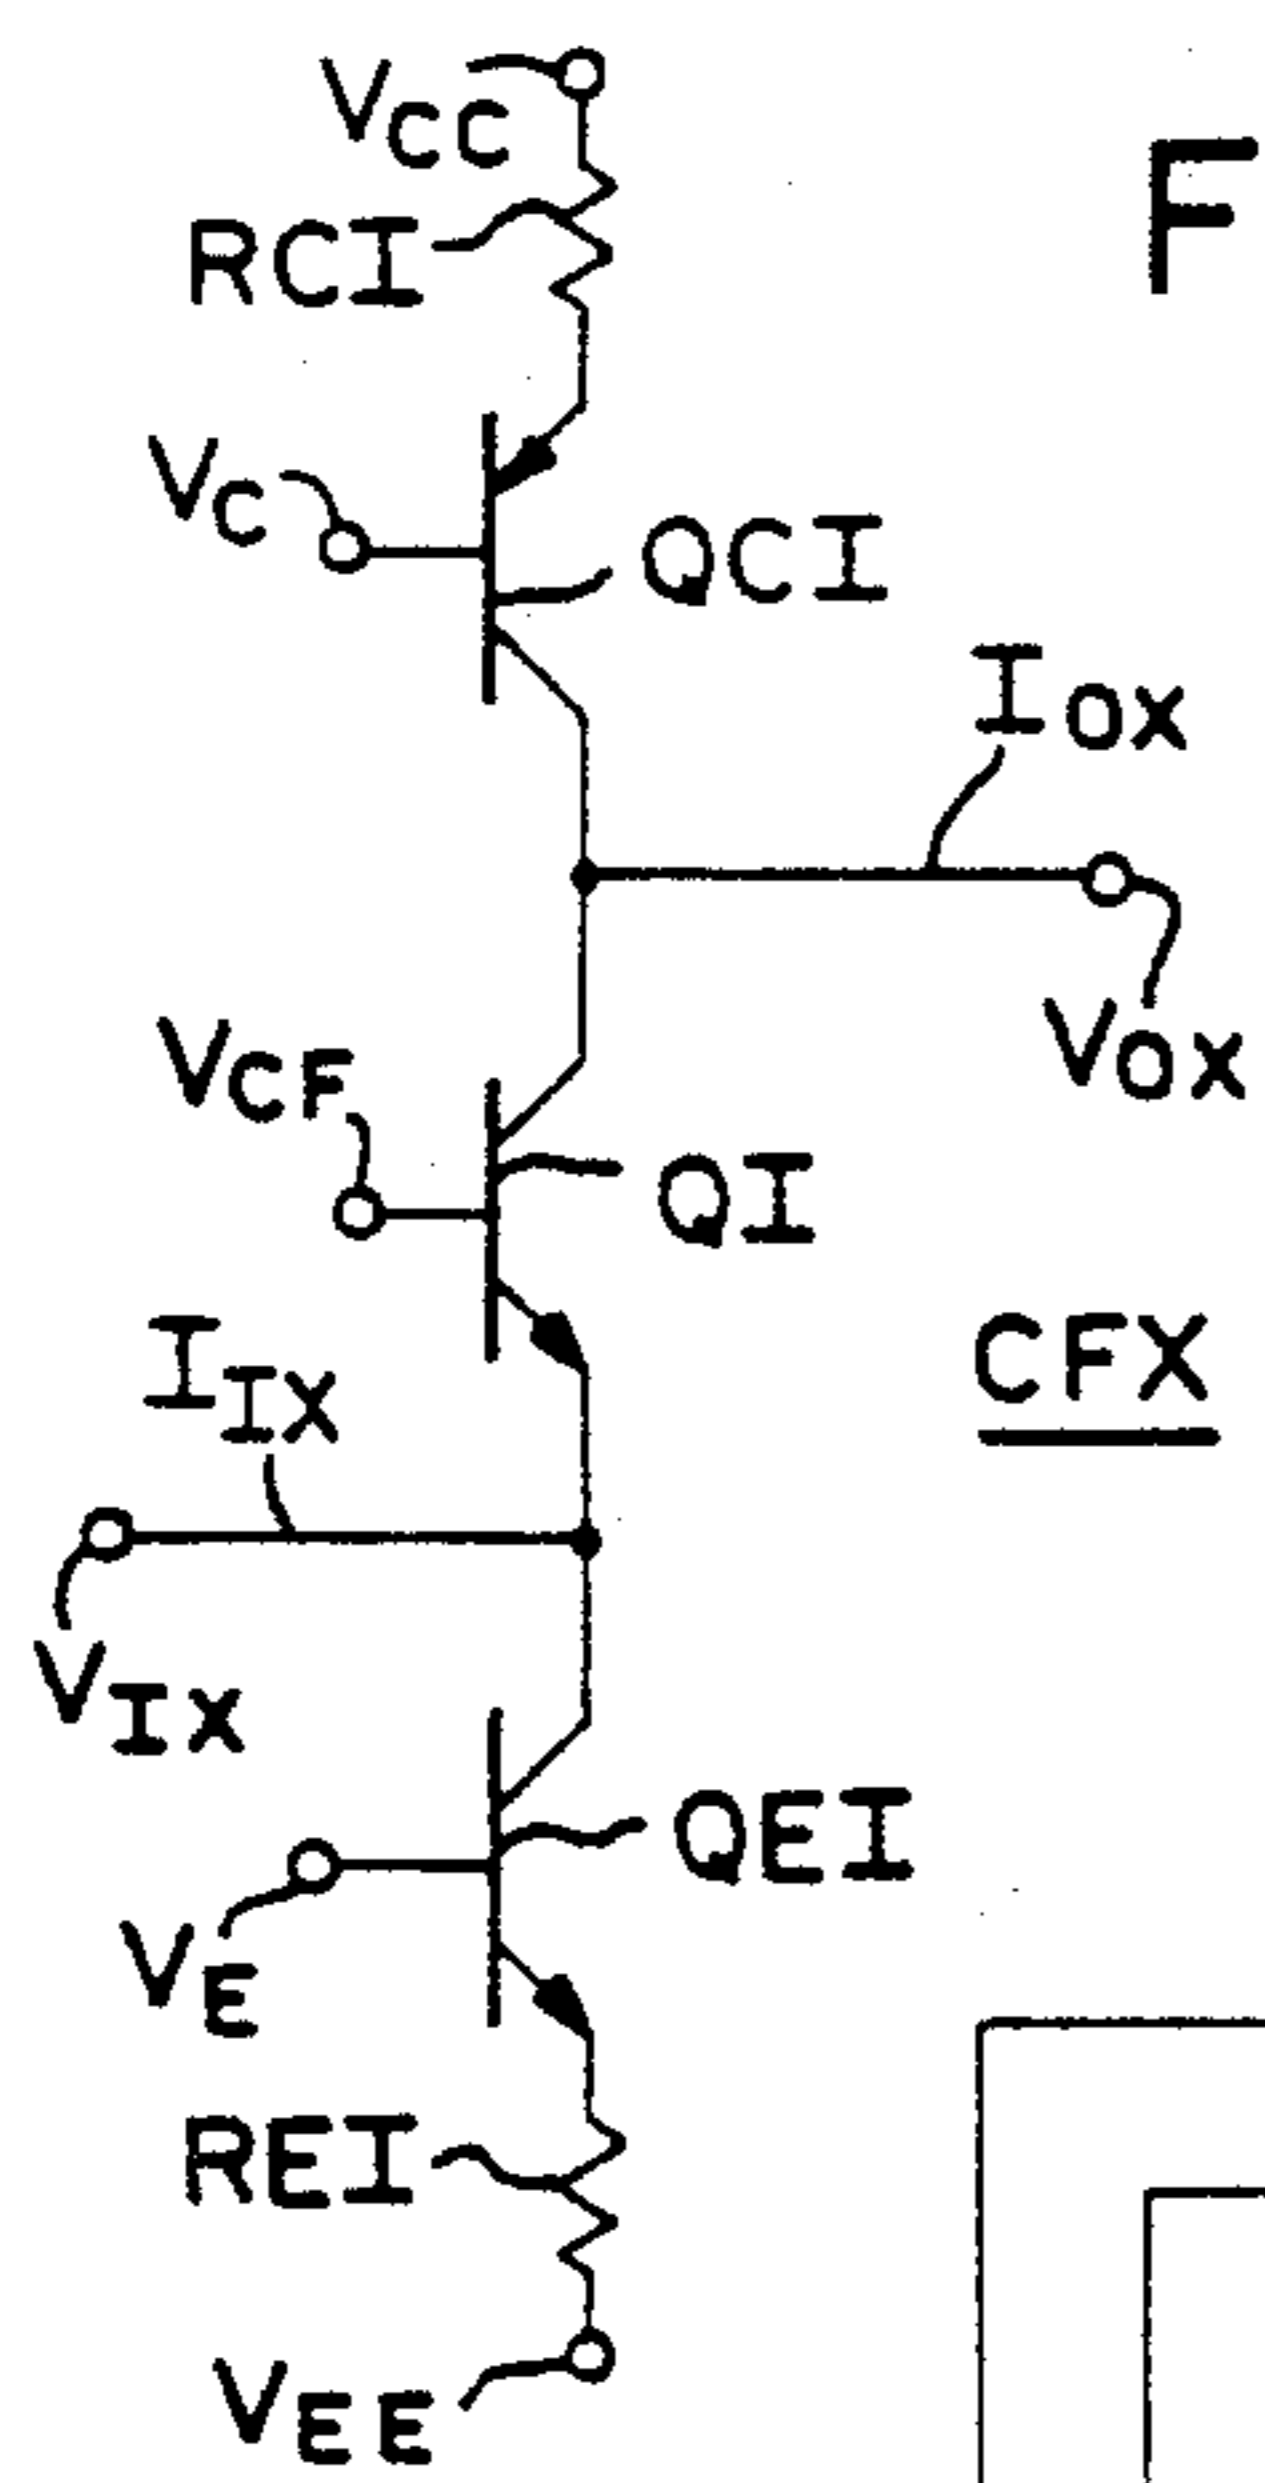 VCC
F
RCI
VC
QCI
IOX
VOX
VCF
QI
IIX
CFX
VIX
QEI
VE
REI
VEE